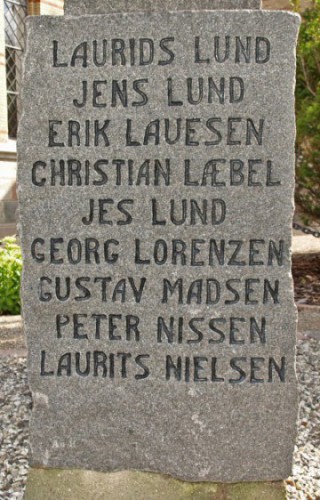 LAURIDS LUND
JENS LUND
ERIK LAUESEN
CHRISTIAN LÆBEL
JES LUND
GEORG LORENZEN
GUSTAV MADSEN
PETER NISSEN
LAURITS NIELSEN